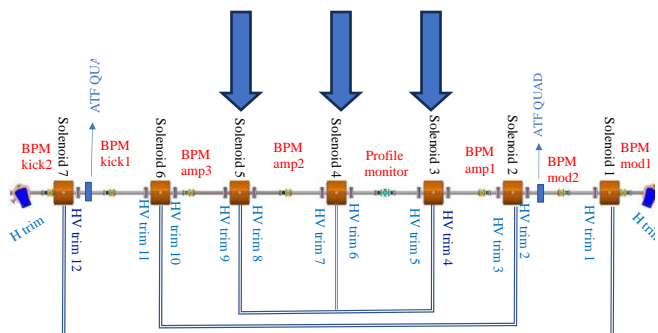 ATF QUA
ATF QUAD
Solenoid 7
Solenoid 6
Solenoid 5
Solenoid 4
Solenoid 3
Solenoid 2
Solenoid 1
BPM
kick2
BPM
kick1
BPM
amp3
BPM
amp2
Profile
monitor
BPM
amp1
BPM
mod2
BPM
mod1
H trim
HV trim 12
HV trim 11
HV trim 10
HV trim 9
HV trim 8
HV trim 7
HV trim 6
HV trim 5
HV trim 4
HV trim 3
HV trim 2
HV trim 1
H trim